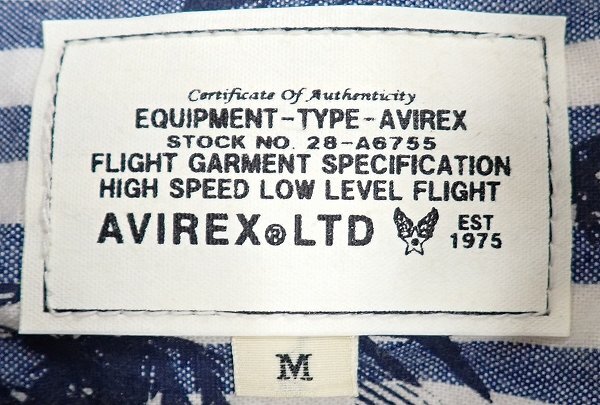 Certificate Of Authenticity
EQUIPMENT-TYPE-AVIREX
STOCK NO. 28-A6755
FLIGHT GARMENT SPECIFICATION
HIGH SPEED LOW LEVEL FLIGHT
AVIREX®LTD EST 1975
M